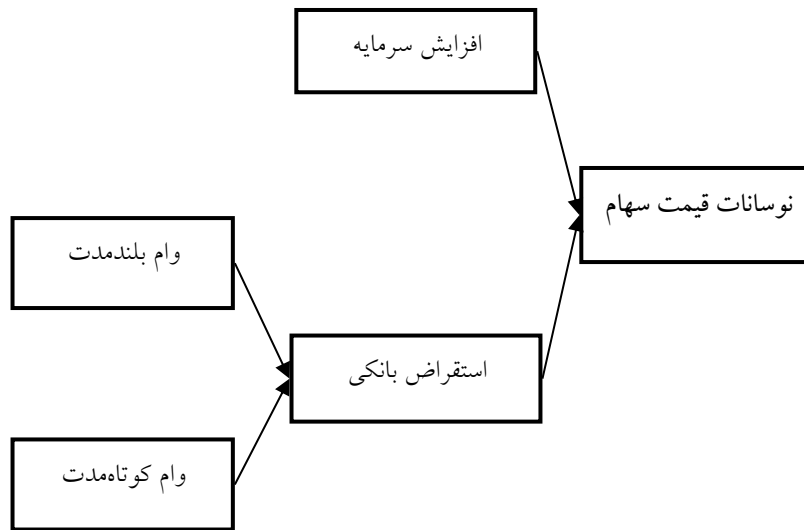 افزایش سرمایه
نوسانات قیمت سهام
وام بلندمدت
استقراض بانکی
وام کوتاه‌مدت